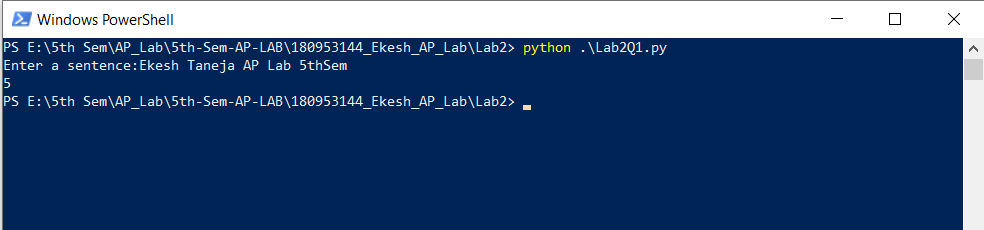 Windows PowerShell
PS E:\5th Sem\AP_Lab\5th-Sem-AP-LAB\180953144_Ekesh_AP_Lab\Lab2> python .\Lab2Q1.py
Enter a sentence:Ekesh Taneja AP Lab 5thSem
5
PS E:\5th Sem\AP_Lab\5th-Sem-AP-LAB\180953144_Ekesh_AP_Lab\Lab2>